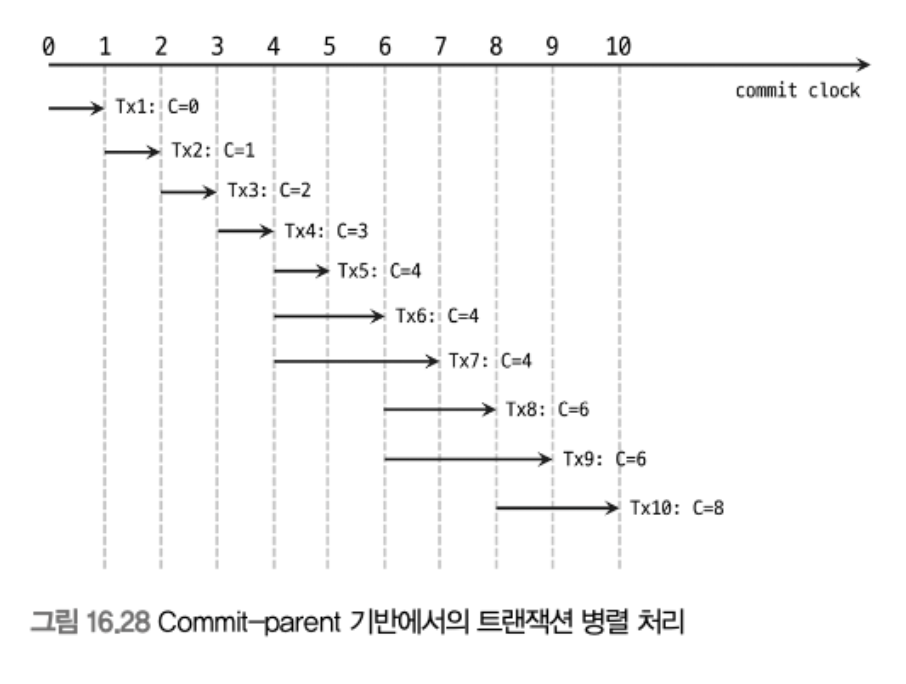 0 1 2 3 4 5 6 7 8 9 10
commit clock
Tx1: C=0
Tx2: C=1
Tx3: C=2
Tx4: C=3
Tx5: C=4
Tx6: C=4
Tx7: C=4
Tx8: C=6
Tx9: C=6
Tx10: C=8
그림 16.28 Commit-parent 기반에서의 트랜잭션 병렬 처리